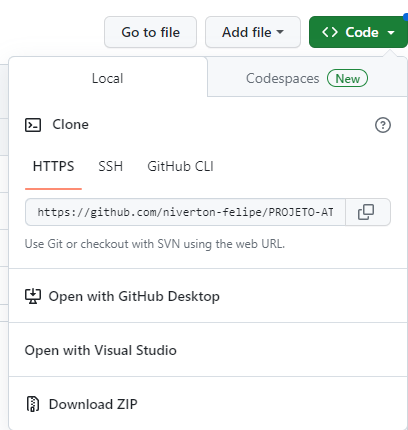 Go to file Add file <> Code
Local Codespaces New
Clone
HTTPS SSH GitHub CLI
https://github.com/niverton-felipe/PROJETO-AT
Use Git or checkout with SVN using the web URL.
Open with GitHub Desktop
Open with Visual Studio
Download ZIP